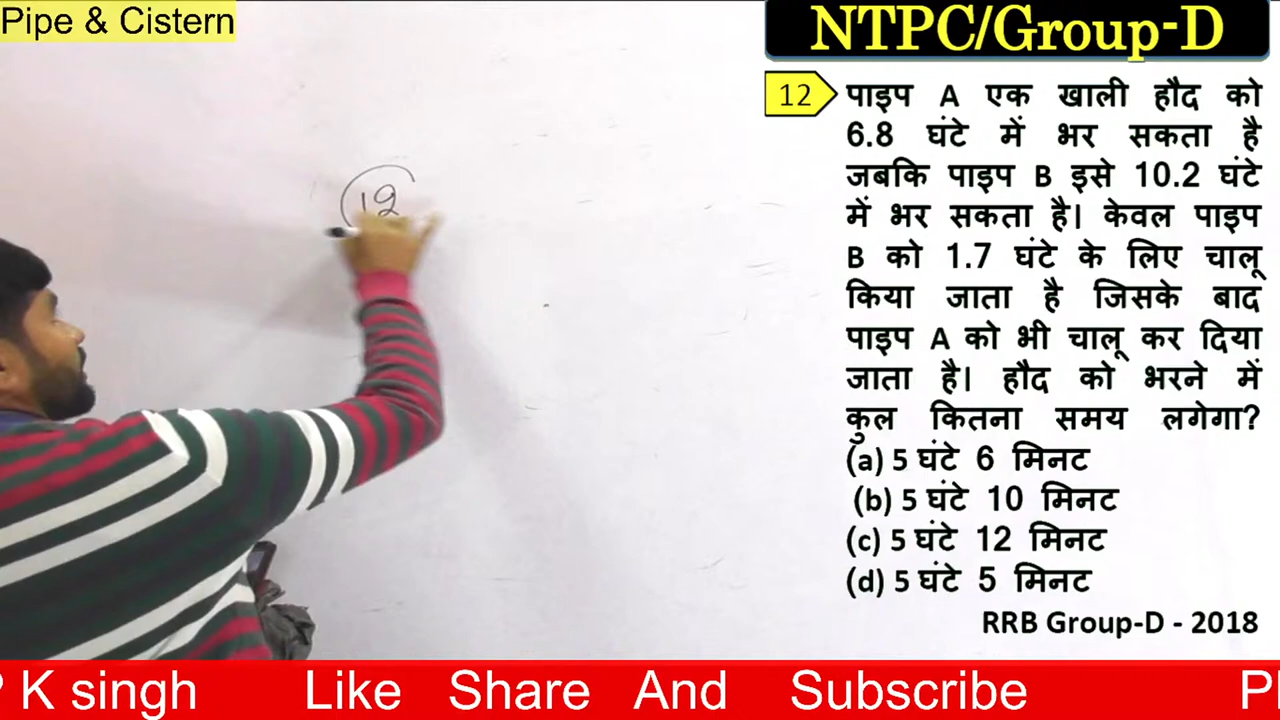 Pipe & Cistern
NTPC/Group-D
12
पाइप A एक खाली हौद को
6.8 घंटे में भर सकता है
जबकि पाइप B इसे 10.2 घंटे
में भर सकता है। केवल पाइप
B को 1.7 घंटे के लिए चालू
किया जाता है जिसके बाद
पाइप A को भी चालू कर दिया
जाता है। हौद को भरने में
कुल कितना समय लगेगा?
(a) 5 घंटे 6 मिनट
(b) 5 घंटे 10 मिनट
(c) 5 घंटे 12 मिनट
(d) 5 घंटे 5 मिनट
RRB Group-D - 2018
12
K singh Like Share And Subscribe